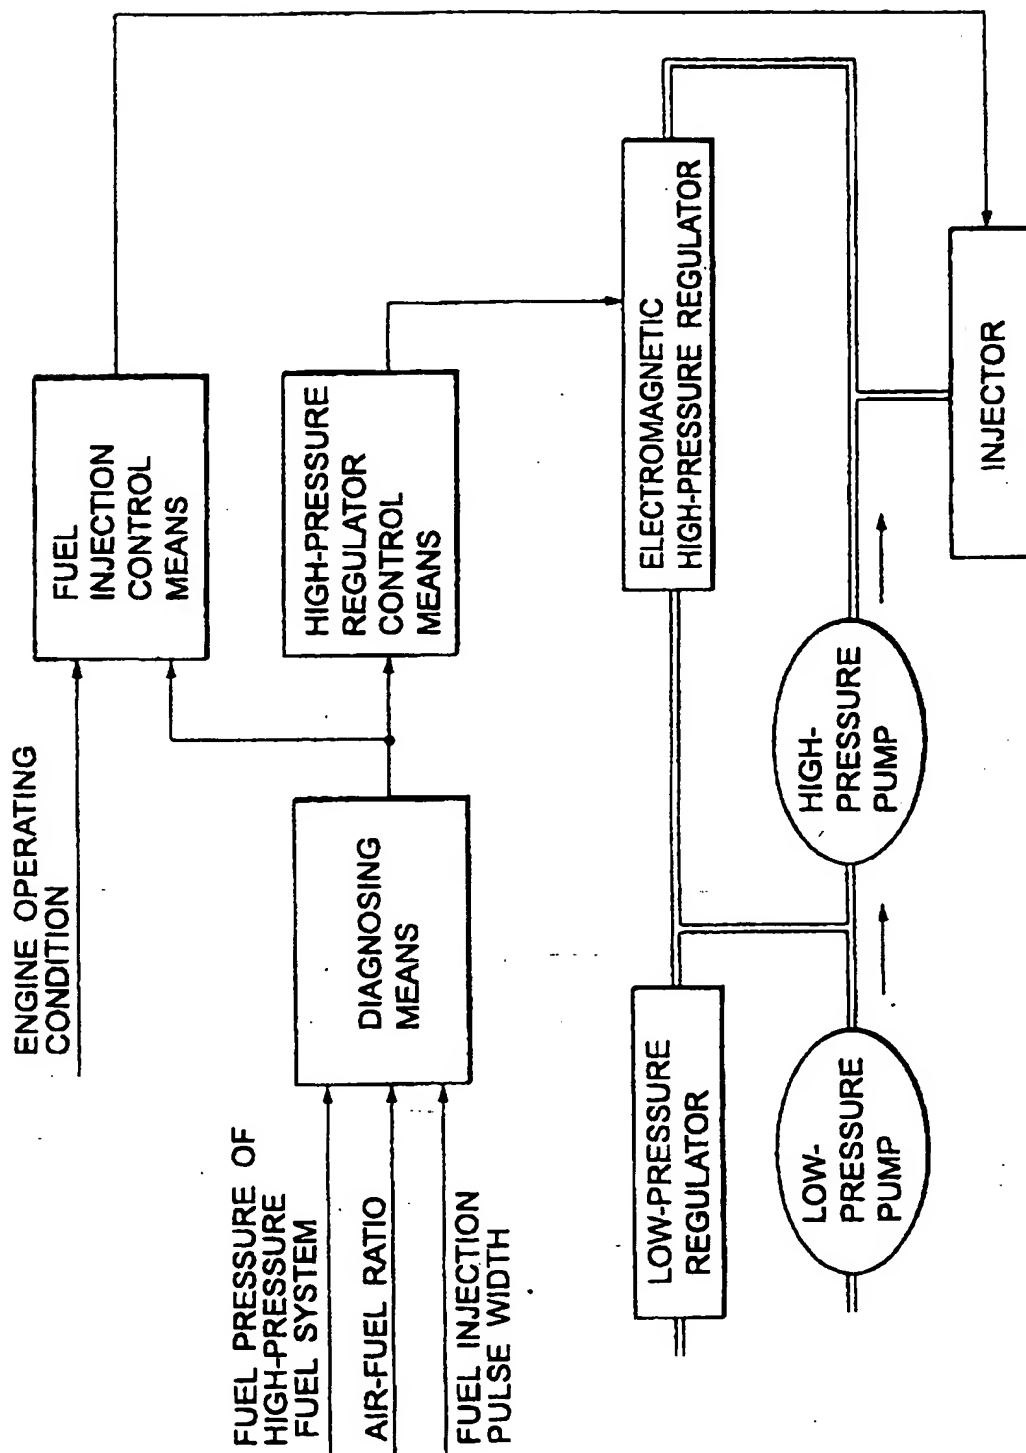 ENGINE OPERATING
CONDITION
FUEL
INJECTION
CONTROL
MEANS
FUEL PRESSURE OF
HIGH-PRESSURE
FUEL SYSTEM
AIR-FUEL RATIO
FUEL INJECTION
PULSE WIDTH
DIAGNOSING
MEANS
HIGH-PRESSURE
REGULATOR
CONTROL
MEANS
LOW-PRESSURE
REGULATOR
ELECTROMAGNETIC
HIGH-PRESSURE REGULATOR
LOW-
PRESSURE
PUMP
HIGH-
PRESSURE
PUMP
INJECTOR